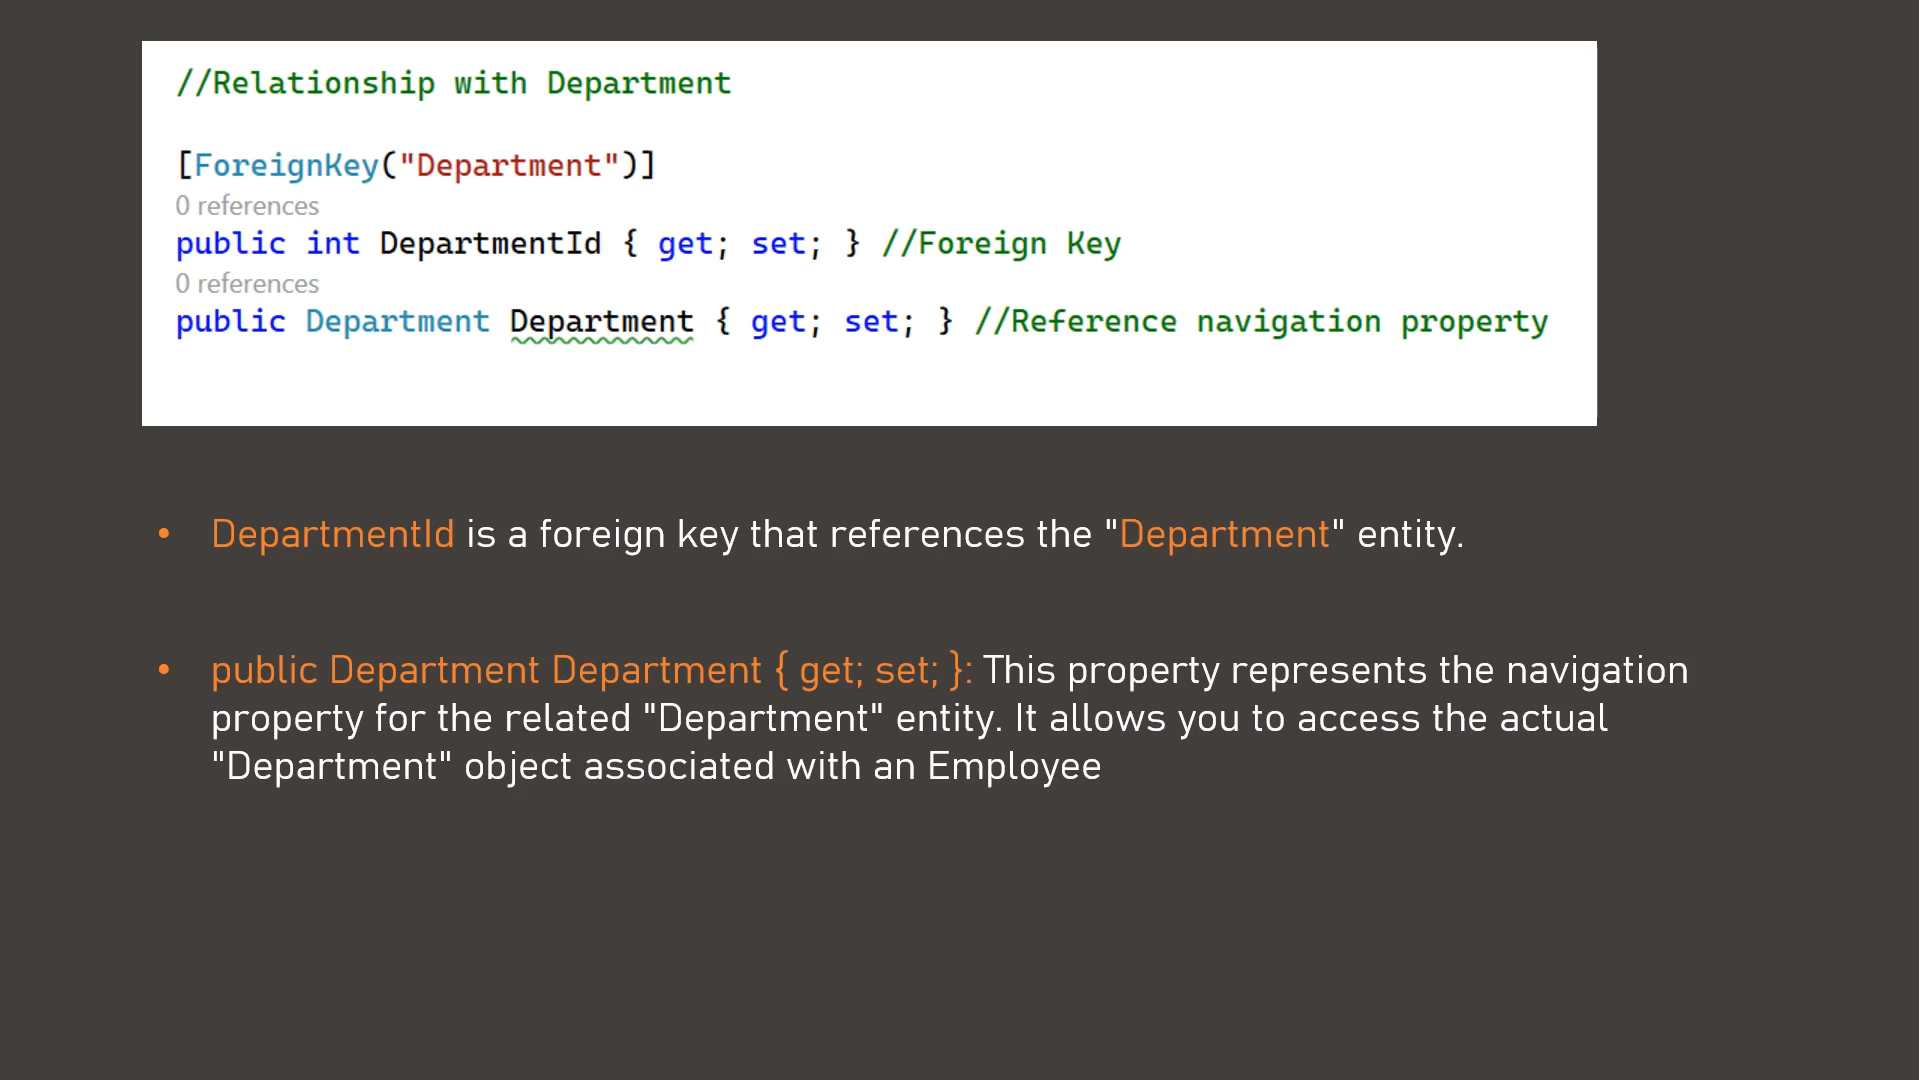 //Relationship with Department
[ForeignKey("Department")]
0 references
public int DepartmentId { get; set; } //Foreign Key
0 references
public Department Department { get; set; } //Reference navigation property
• DepartmentId is a foreign key that references the "Department" entity.
• public Department Department { get; set; }: This property represents the navigation
property for the related "Department" entity. It allows you to access the actual
"Department" object associated with an Employee